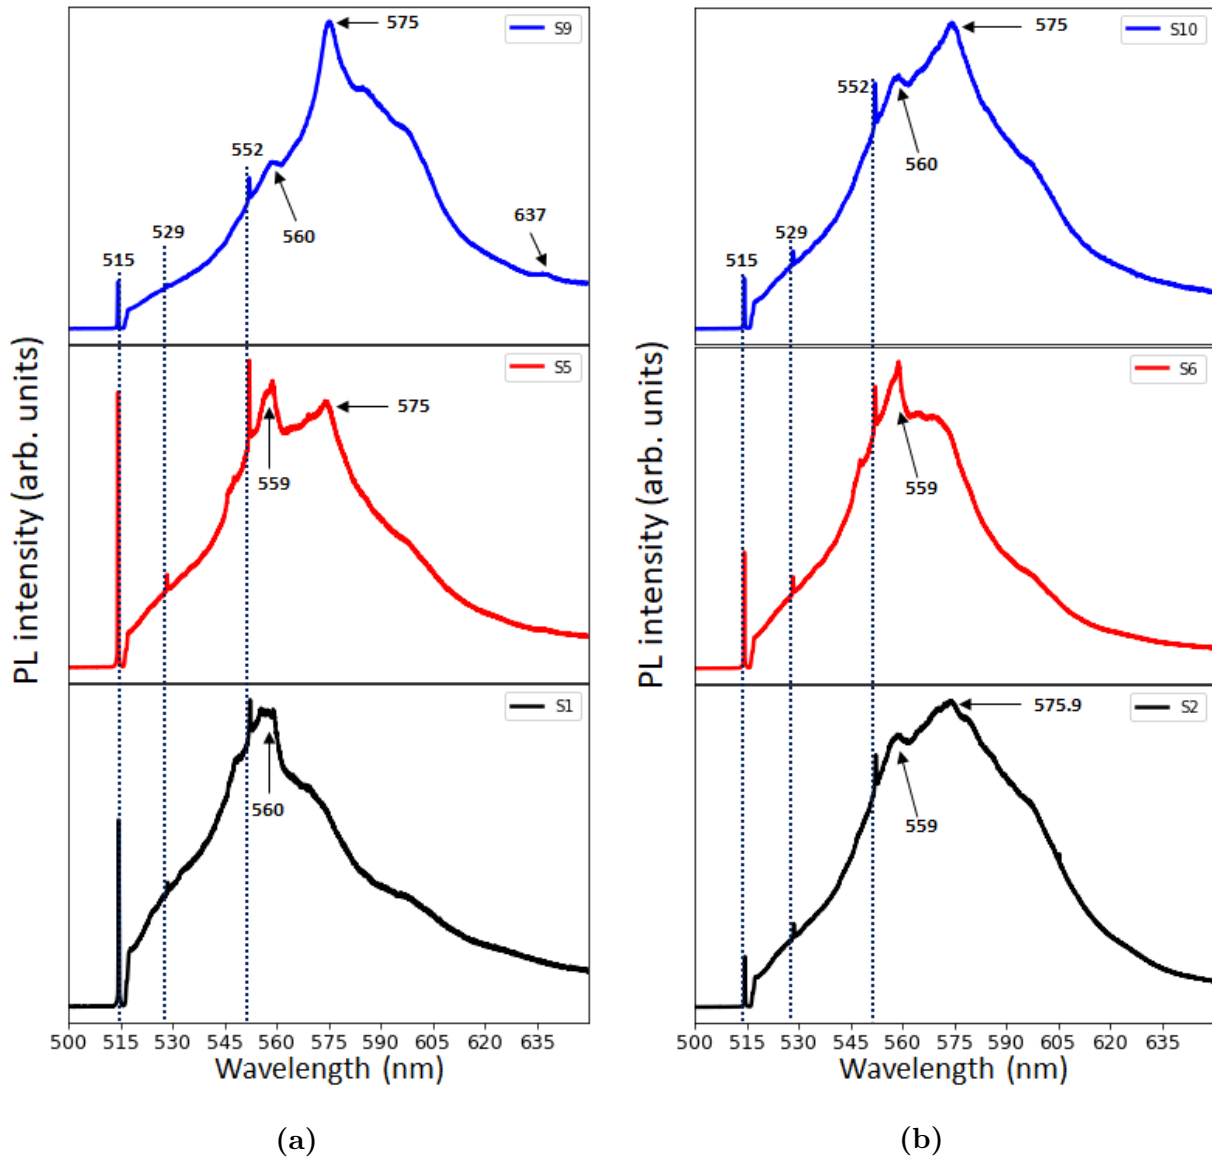 575
S9
552
529
515
560
637
S5
575
559
S1
560
500 515 530 545 560 575 590 605 620 635
Wavelength (nm)
PL intensity (arb. units)
(a)
575
S10
552
560
529
515
S6
559
575.9
S2
559
500 515 530 545 560 575 590 605 620 635
Wavelength (nm)
PL intensity (arb. units)
(b)